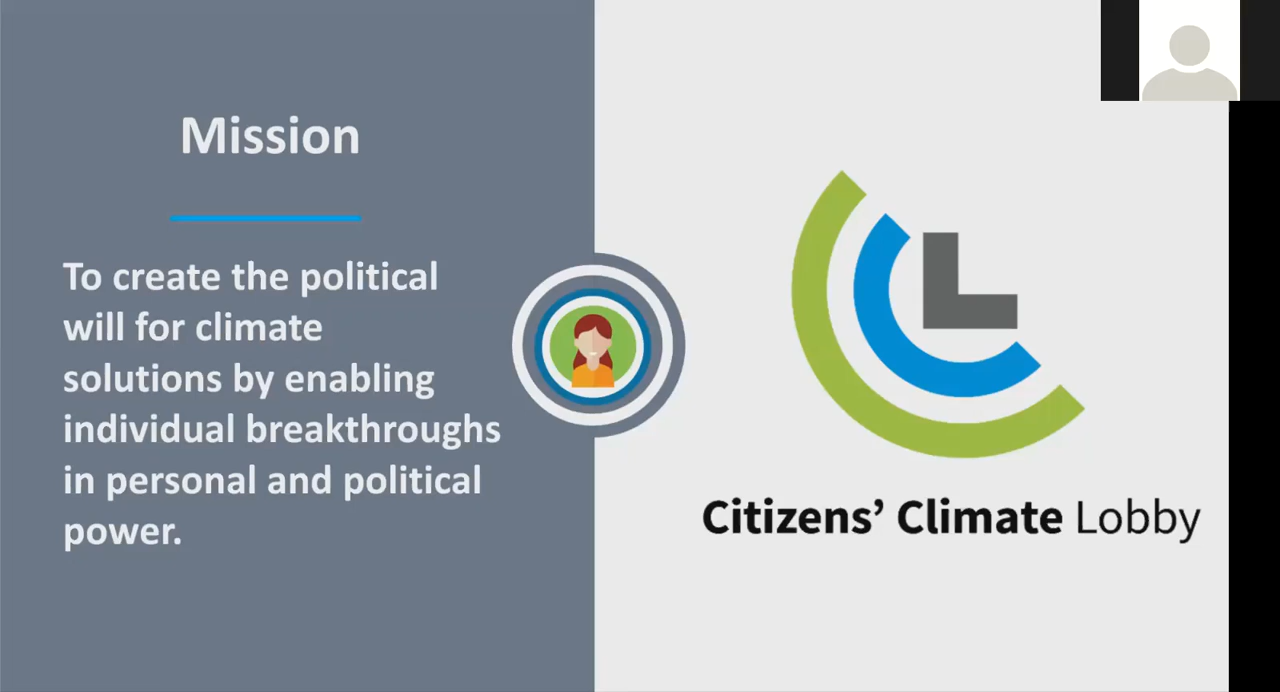 Mission
To create the political
will for climate
solutions by enabling
individual breakthroughs
in personal and political
power.
Citizens’ Climate Lobby